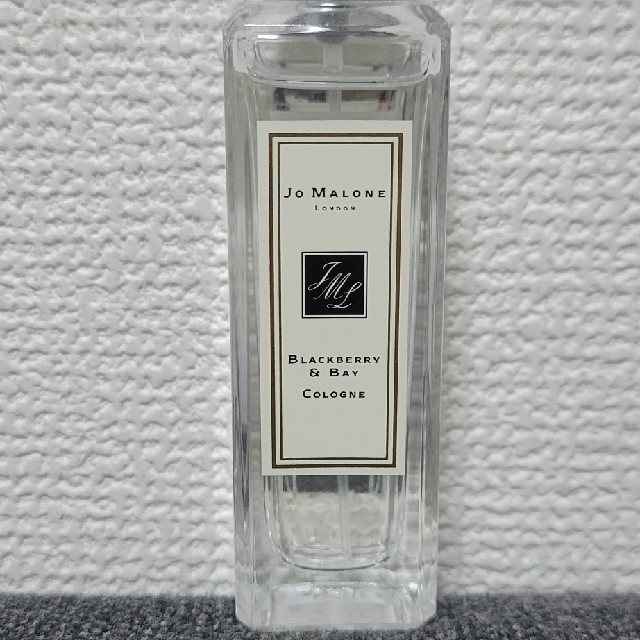 Jo Malone
London
JML
Blackberry
& Bay
Cologne